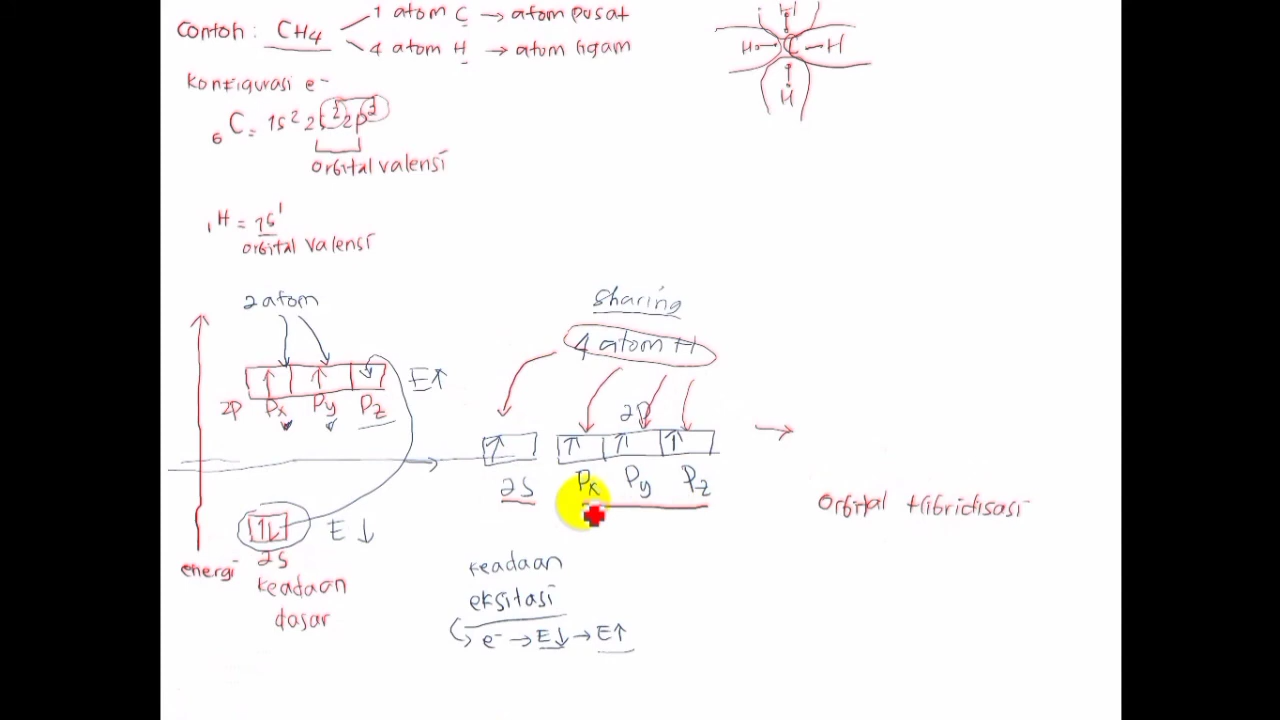 Contoh: CH4
1 atom C → atom pusat
4 atom H → atom ligam
H
H C H
H
Konfigurasi e-
6 C = 1s² 2s² 2p²
orbital valensi
1 H = 1s¹
orbital valensi
2 atom
Sharing
4 atom H
E↑
2p Px Py Pz
2p
2s Px Py Pz
E↓
2s
energi
keadaan
dasar
keadaan
eksitasi
e- → E↓ → E↑
Orbital Hibridisasi